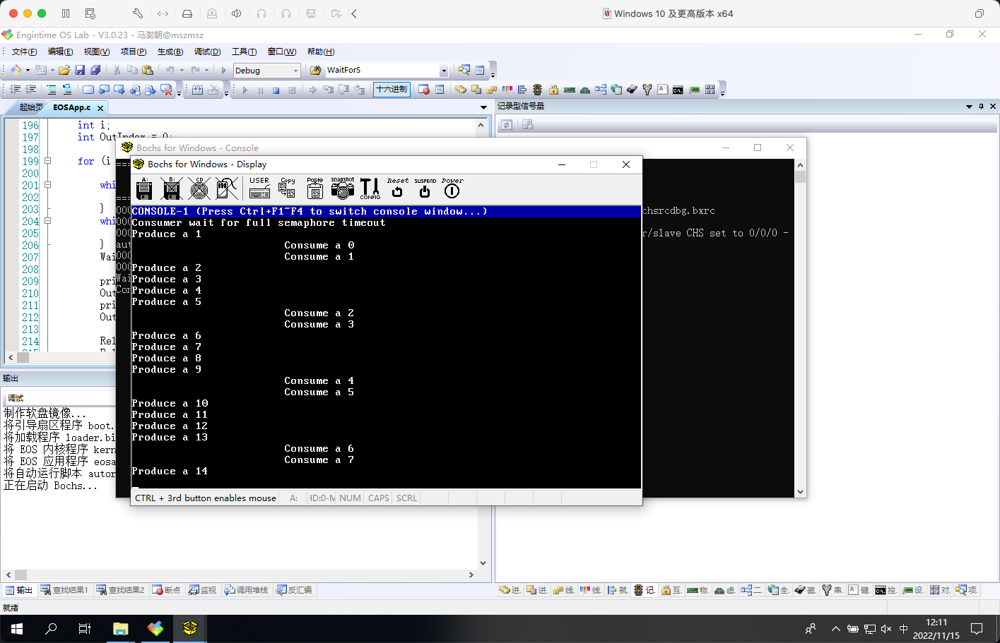 Windows 10 及更高版本 x64
Engintime OS Lab - V3.0.23 - 马澍朝@mszmsz
文件(F) 编辑(E) 视图(V) 项目(P) 生成(B) 调试(D) 工具(T) 窗口(W) 帮助(H)
Debug WaitForS
十六进制
起始页 EOSApp.c
记录型信号量
196 int i;
197 int OutIndex = 0;
198
199 for (i
200
201 whi
202
203 }
204 whi
205
206 }
207 Wai
208
209 pri
210 Out
211 pri
212 Out
213
214 Rel
Bochs for Windows - Console
chsrcdbg.bxrc
r/slave CHS set to 0/0/0 -
aut
Wai
Con
Bochs for Windows - Display
A: B: CD USER Copy Paste snapshot CONFIG Reset SUSPEND Power
CONSOLE-1 (Press Ctrl+F1~F4 to switch console window...)
Consumer wait for full semaphore timeout
Produce a 1
Consume a 0
Consume a 1
Produce a 2
Produce a 3
Produce a 4
Produce a 5
Consume a 2
Consume a 3
Produce a 6
Produce a 7
Produce a 8
Produce a 9
Consume a 4
Consume a 5
Produce a 10
Produce a 11
Produce a 12
Produce a 13
Consume a 6
Consume a 7
Produce a 14
CTRL + 3rd button enables mouse A: HD:0-M NUM CAPS SCRL
输出
调试
制作软盘镜像...
将引导扇区程序 boot.
将加载程序 loader.bi
将 EOS 内核程序 kern
将 EOS 应用程序 eosa
将自动运行脚本 autor
正在启动 Bochs...
输出 查找结果1 查找结果2 断点 监视 调用堆栈 反汇编
进. 进. 线. 线. 就. 记. 互. 物. 虚. 二. 全. 磁. 串. 键. 控. 设. 对. 项.
就绪
中
12:11
2022/11/15